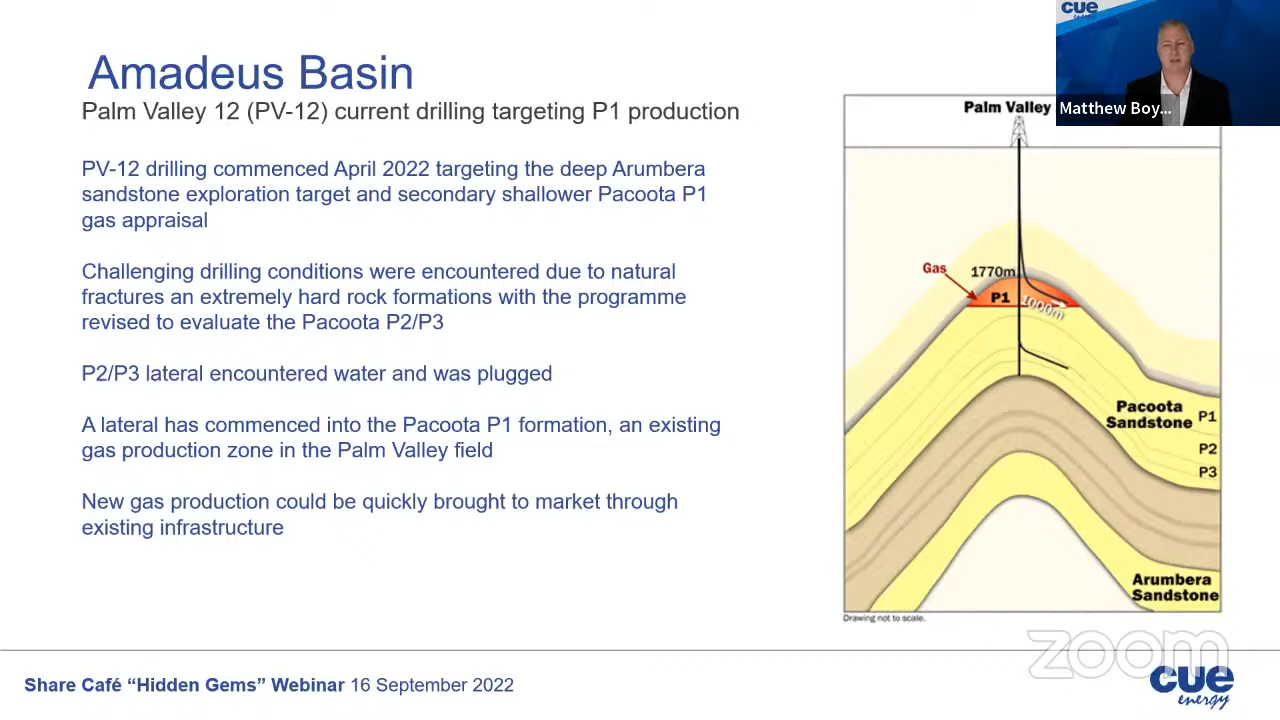 cue
energy
Matthew Boy...
Amadeus Basin
Palm Valley 12 (PV-12) current drilling targeting P1 production
PV-12 drilling commenced April 2022 targeting the deep Arumbera
sandstone exploration target and secondary shallower Pacoota P1
gas appraisal
Challenging drilling conditions were encountered due to natural
fractures an extremely hard rock formations with the programme
revised to evaluate the Pacoota P2/P3
P2/P3 lateral encountered water and was plugged
A lateral has commenced into the Pacoota P1 formation, an existing
gas production zone in the Palm Valley field
New gas production could be quickly brought to market through
existing infrastructure
Palm Valley
Gas
1770m
P1
1000m
Pacoota
Sandstone
P1
P2
P3
Arumbera
Sandstone
Drawing not to scale.
zoom
Share Café “Hidden Gems” Webinar 16 September 2022
cue
energy